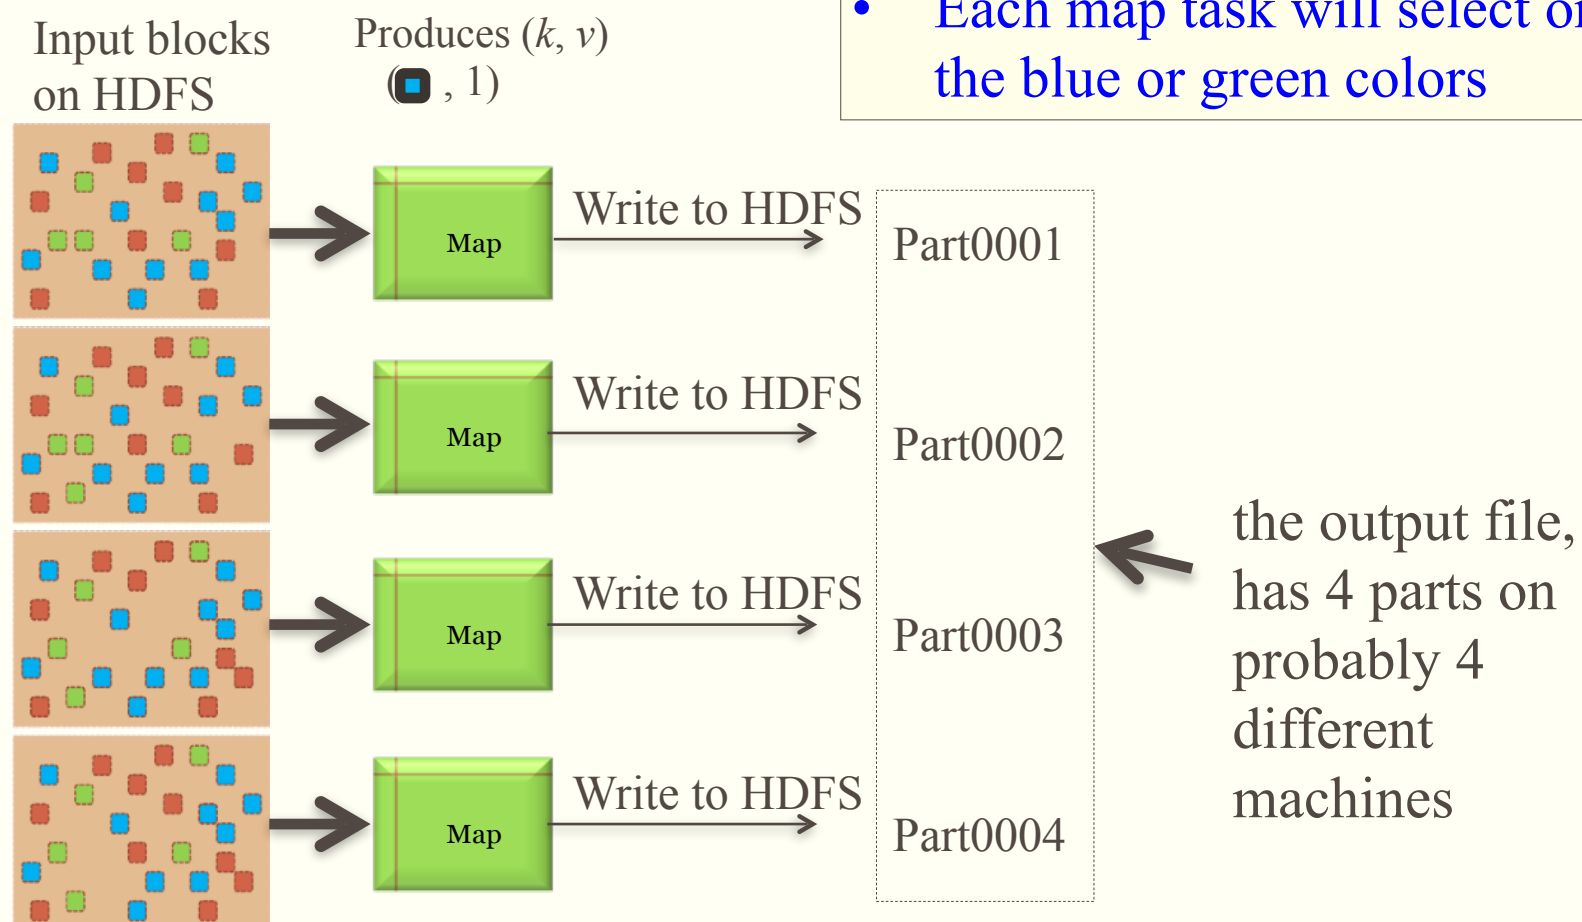 Input blocks
on HDFS
Produces (k, v)
( , 1)
• Each map task will select
the blue or green colors
Map
Write to HDFS
Part0001
Map
Write to HDFS
Part0002
Map
Write to HDFS
Part0003
Map
Write to HDFS
Part0004
the output file,
has 4 parts on
probably 4
different
machines